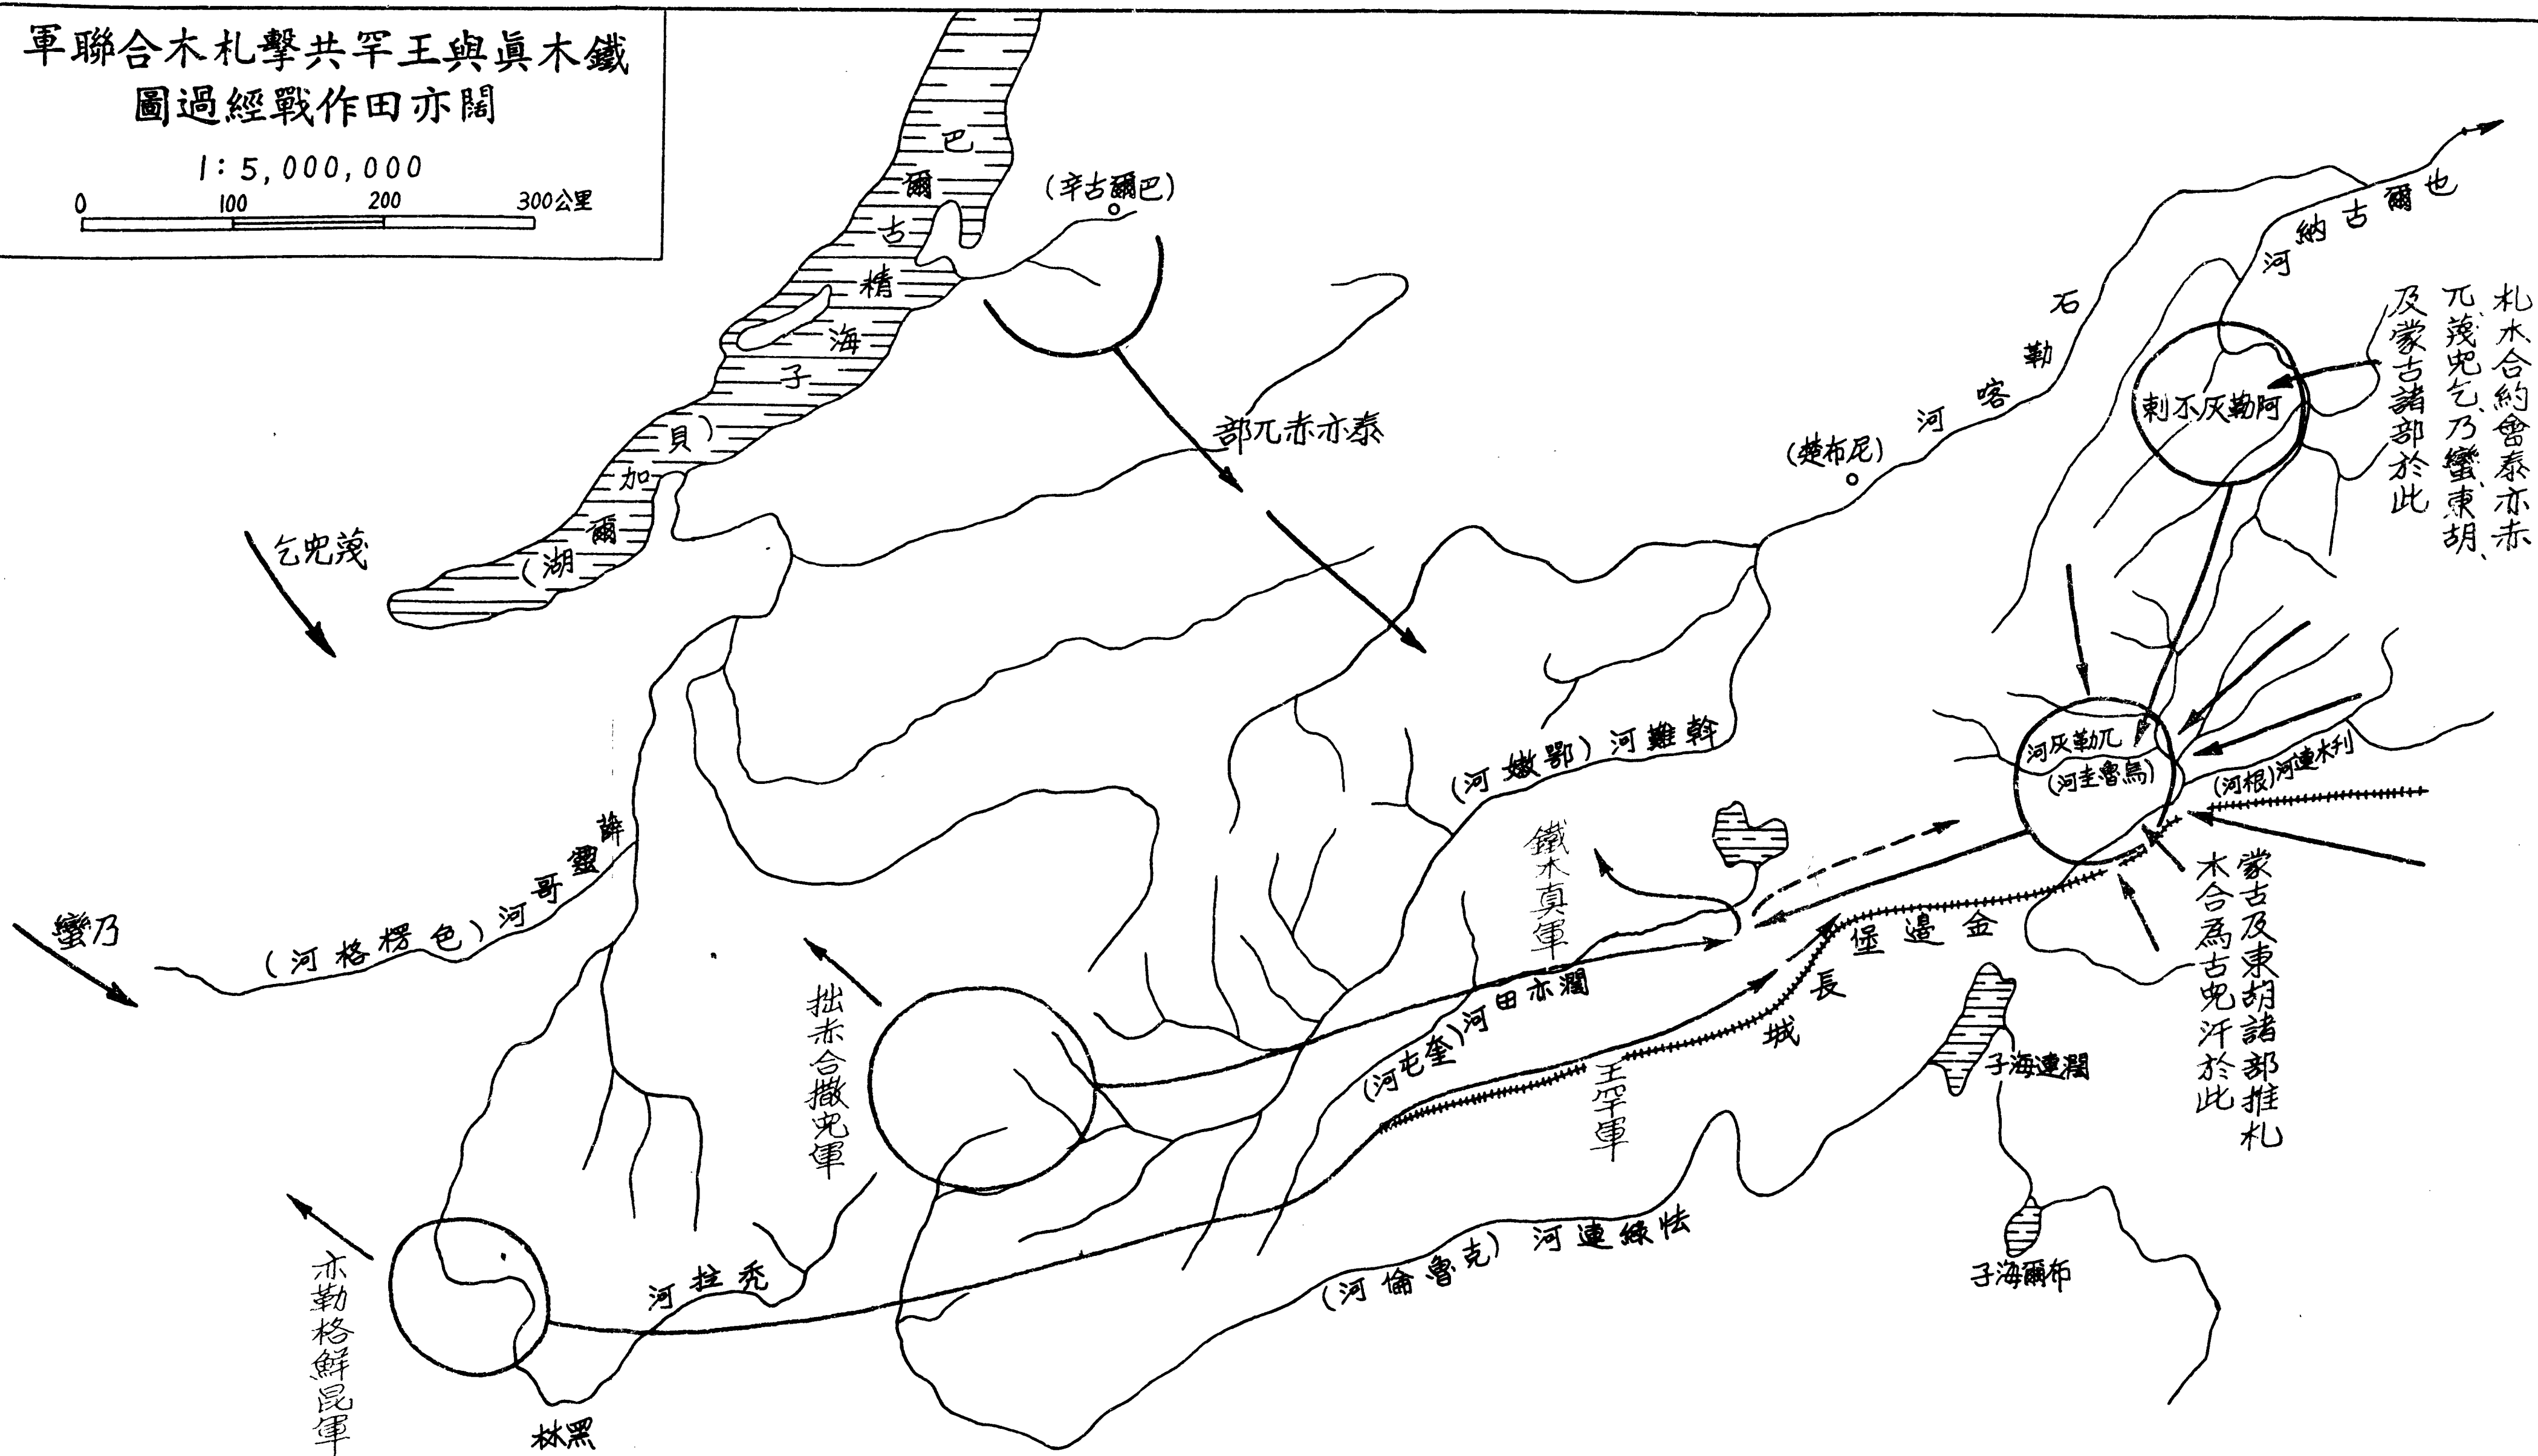 鐵木眞與王罕共擊札木合聯軍
闊亦田作戰經過圖
1:5,000,000
0 100 200 300公里
巴爾古精海子
(貝加爾湖)
(巴爾古辛)
泰亦赤兀部
蔑兒乞
乃蠻
薛靈哥河(色楞格河)
石勒喀河
(尼布楚)
也爾古納河
札木合約會泰亦赤
兀、蔑兒乞、乃蠻、東胡、
及蒙古諸部於此
阿勒灰不剌
兀勒灰河
(烏魯圭河)
刋木連河(根河)
斡難河(鄂嫩河)
鐵木真軍
金邊堡
長城
闊亦田河(奎屯河)
王罕軍
蒙古及東胡諸部推札
木合為古兒汗於此
闊連海子
布爾海子
怯綠連河(克魯倫河)
拙赤合撒兒軍
禿拉河
亦勒格鮮昆軍
黑林